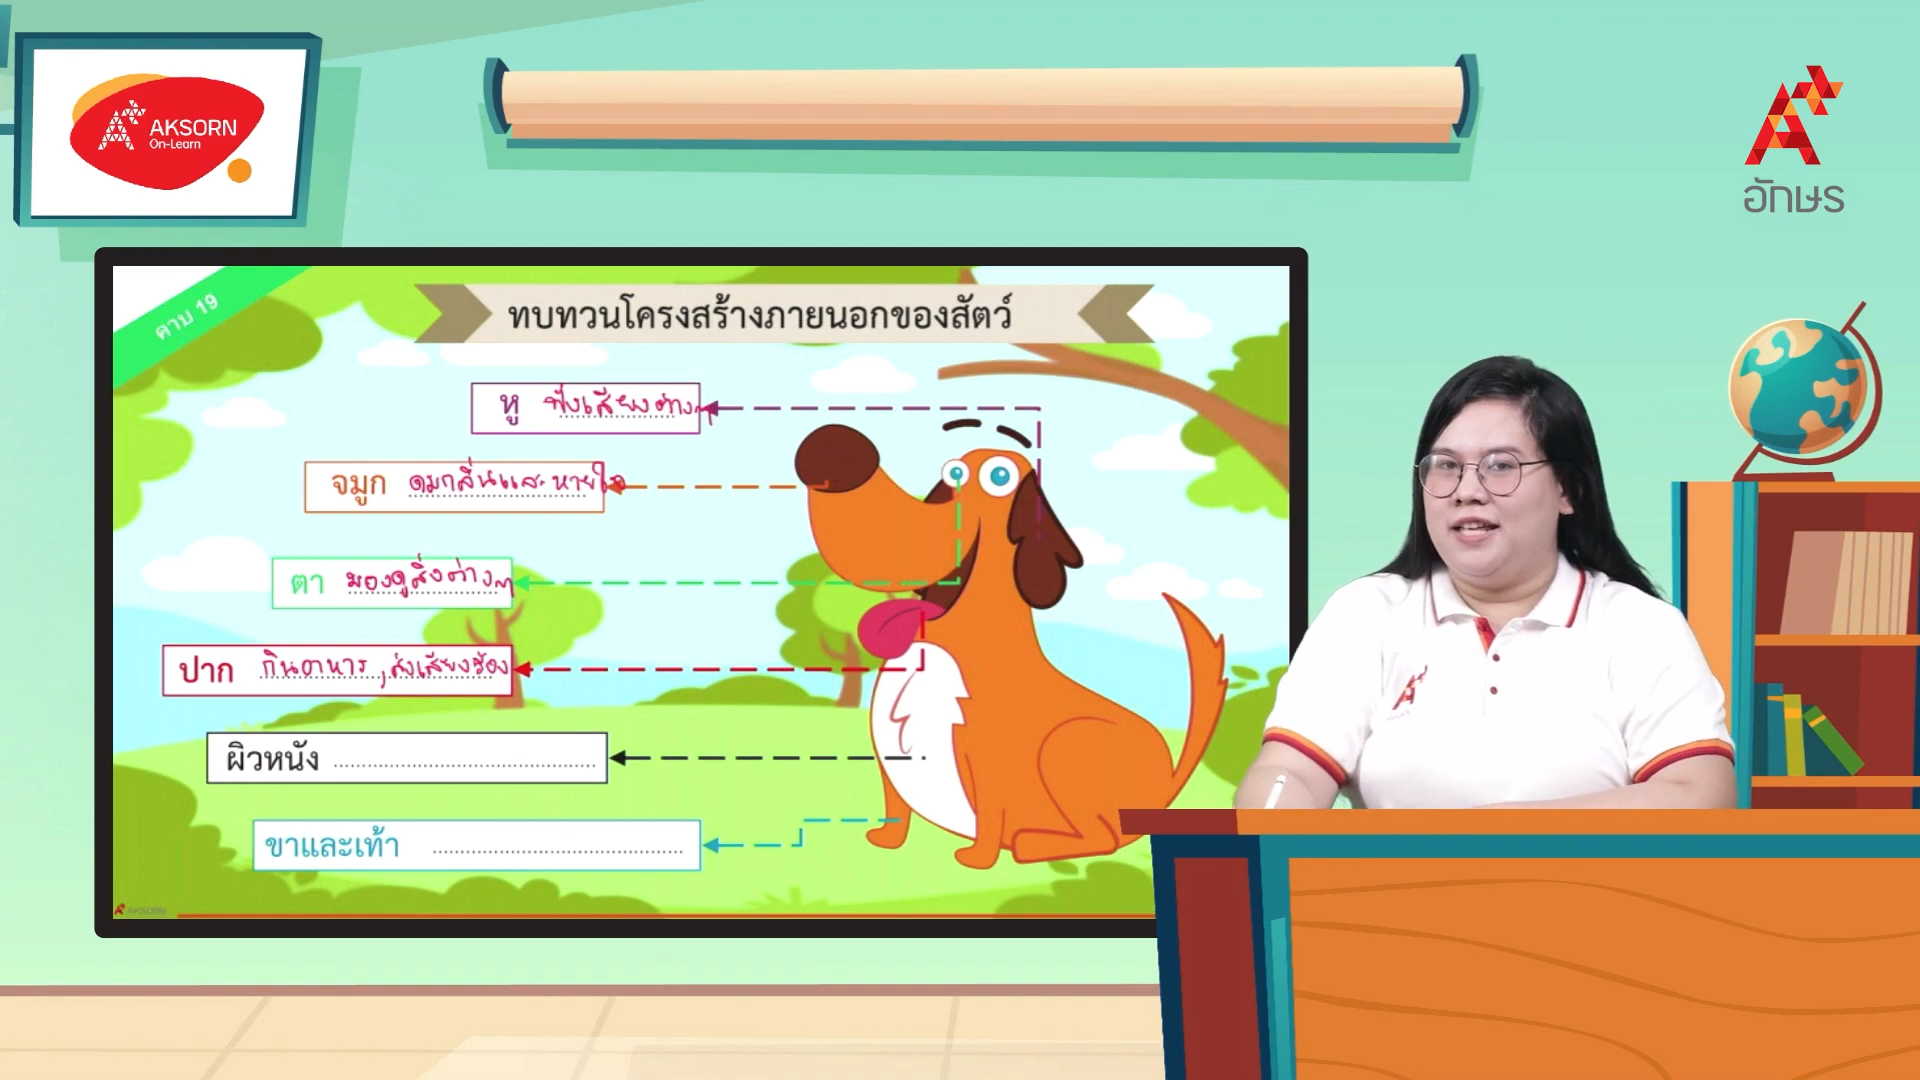 AKSORN
On-Learn
อักษร
คาบ 19
ทบทวนโครงสร้างภายนอกของสัตว์
หู ฟังเสียงต่างๆ
จมูก ดมกลิ่นและหายใจ
ตา มองดูสิ่งต่างๆ
ปาก กินอาหาร, ส่งเสียงร้อง
ผิวหนัง
ขาและเท้า
AKSORN